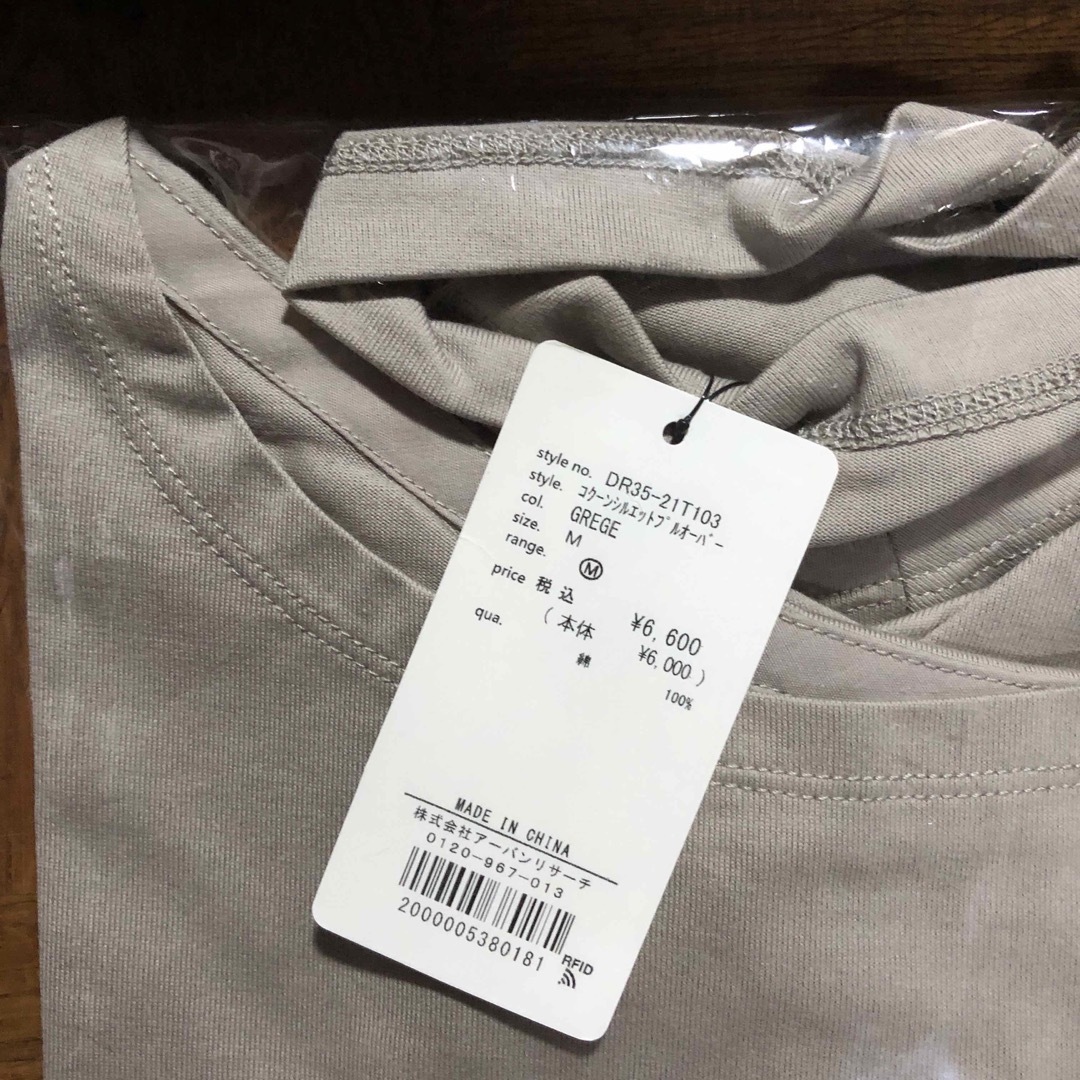 style no. DR35-21T103
style. ｺｸｰﾝｼﾙｴｯﾄﾌﾟﾙｵｰﾊﾞｰ
col. GREGE
size. M
range. Ⓜ
price 税込 ¥6,600
(本体 ¥6,000)
qua. 綿 100%
MADE IN CHINA
株式会社アーバンリサーチ
0120-967-013
2000005380181
RFID